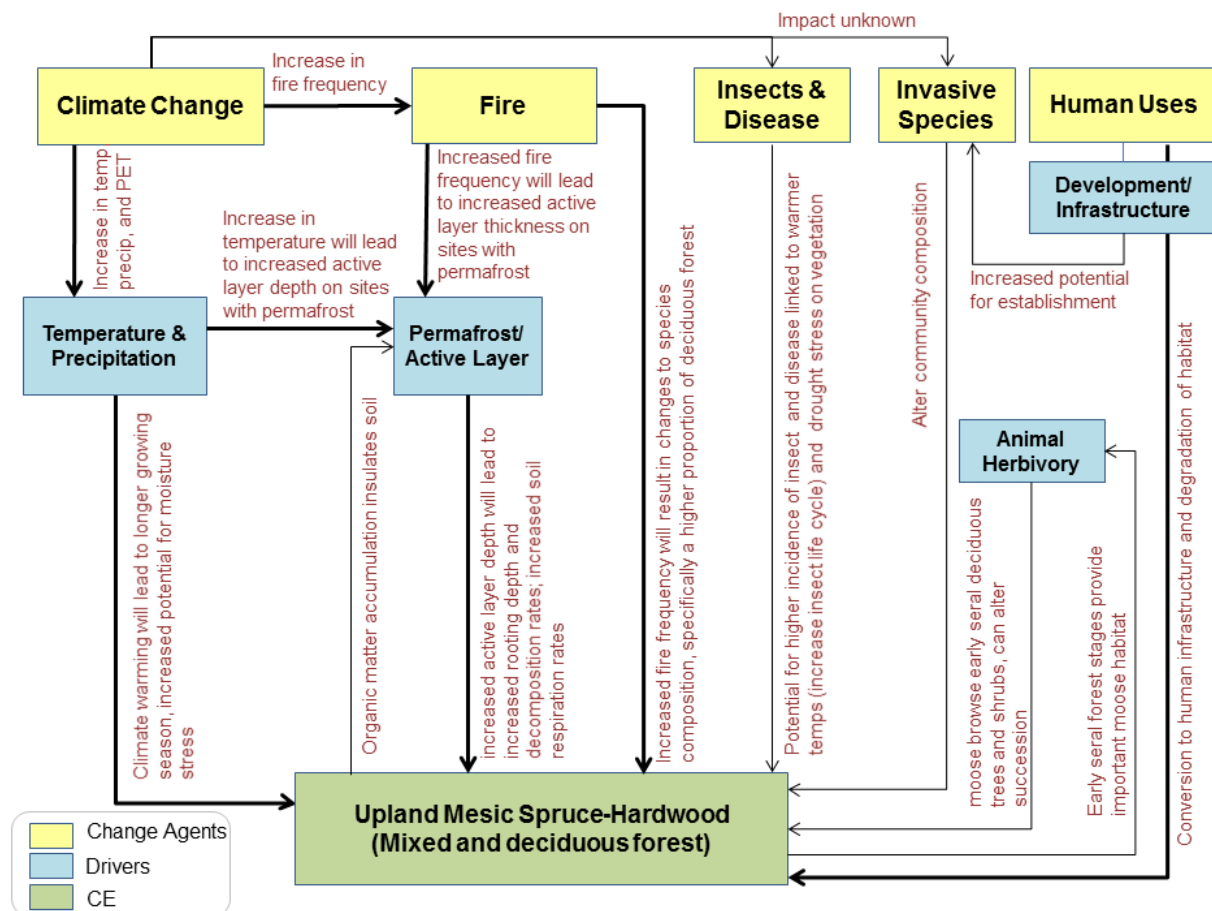 Impact unknown
Increase in
fire frequency
Climate Change
Fire
Insects &
Disease
Invasive
Species
Human Uses
Increase in temp
precip, and PET
Increased fire
frequency will lead
to increased active
layer thickness on
sites with
permafrost
Increase in
temperature will lead
to increased active
layer depth on sites
with permafrost
Development/
Infrastructure
Increased potential
for establishment
Temperature &
Precipitation
Permafrost/
Active Layer
Climate warming will lead to longer growing
season, increased potential for moisture
stress
Organic matter accumulation insulates soil
increased active layer depth will lead to
increased rooting depth and
decomposition rates; increased soil
respiration rates
Increased fire frequency will result in changes to species
composition, specifically a higher proportion of deciduous forest
Potential for higher incidence of insect and disease linked to warmer
temps (increase insect life cycle) and drought stress on vegetation
Alter community compostion
Animal
Herbivory
moose browse early seral deciduous
trees and shrubs, can alter
succession
Early seral forest stages provide
important moose habitat
Conversion to human infrastructure and degradation of habitat
Upland Mesic Spruce-Hardwood
(Mixed and deciduous forest)
Change Agents
Drivers
CE